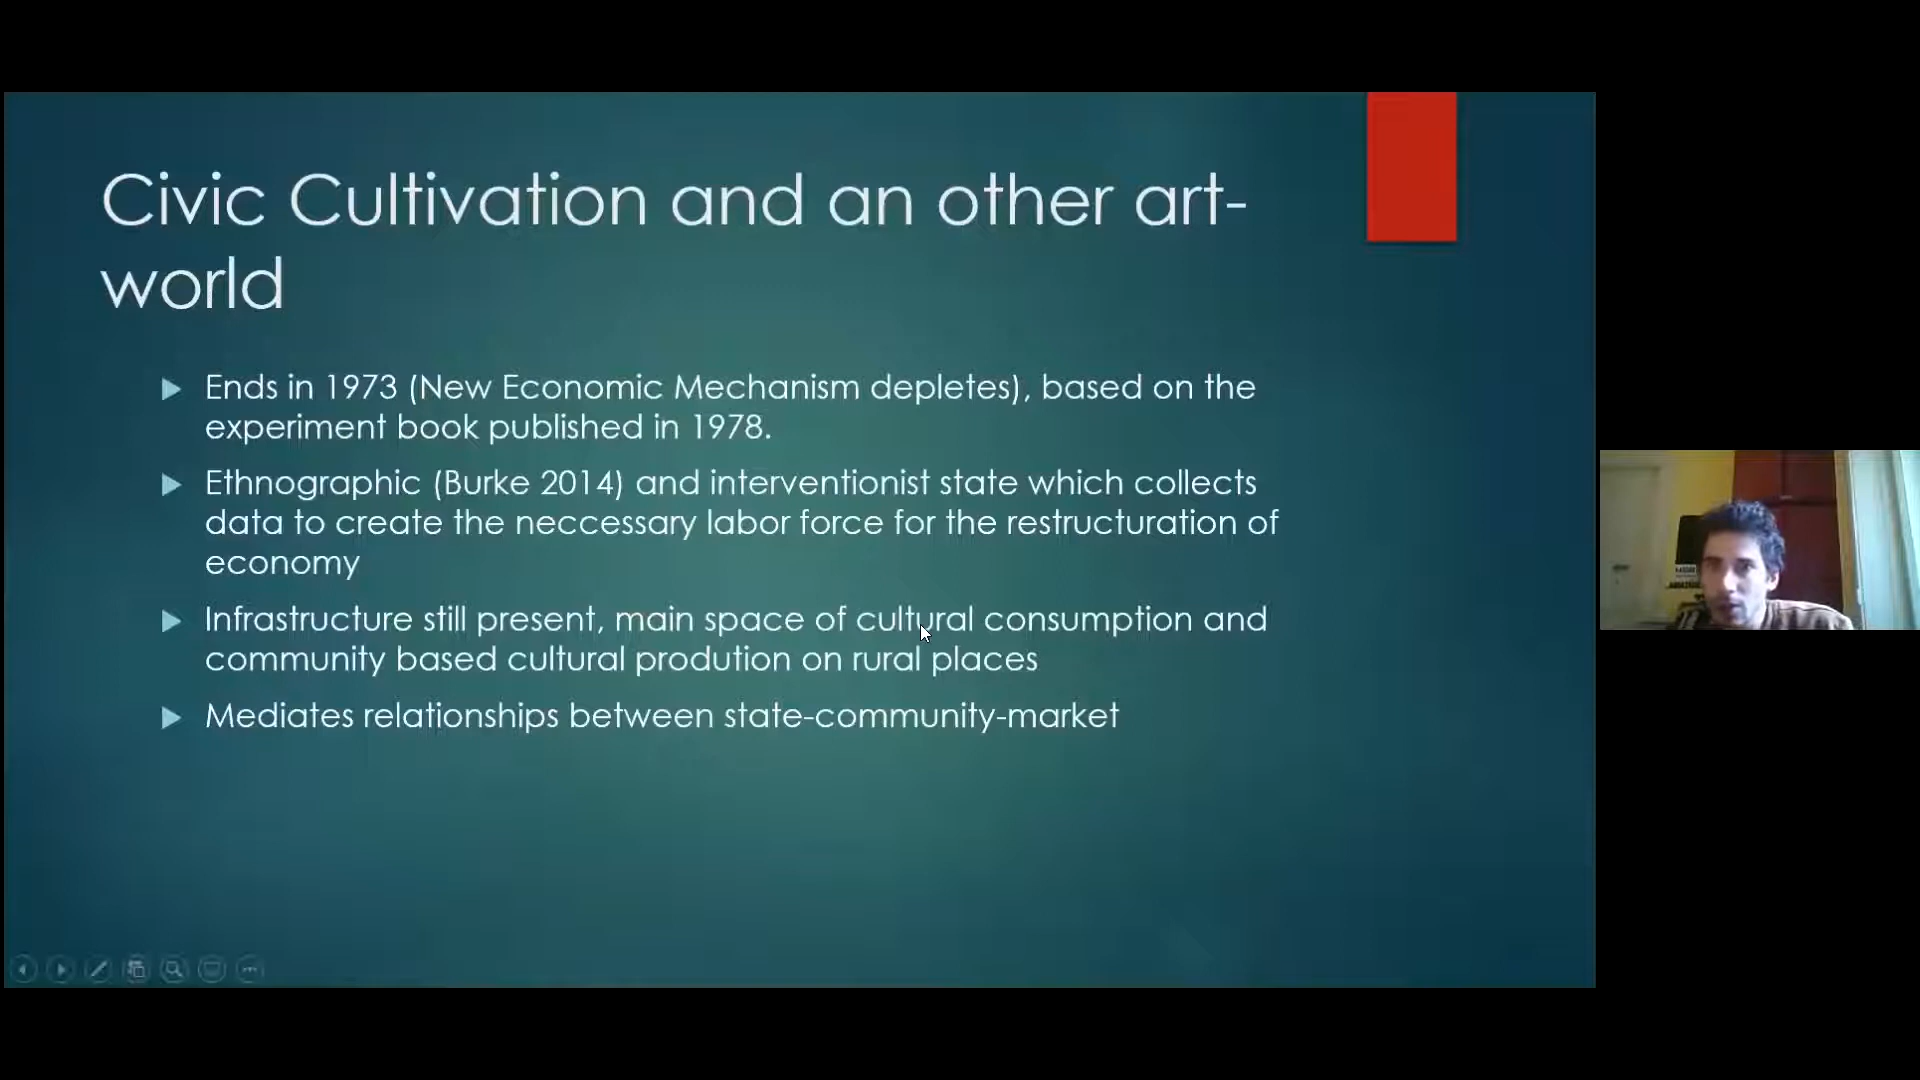 Civic Cultivation and an other art-
world
Ends in 1973 (New Economic Mechanism depletes), based on the
experiment book published in 1978.
Ethnographic (Burke 2014) and interventionist state which collects
data to create the neccessary labor force for the restructuration of
economy
Infrastructure still present, main space of cultural consumption and
community based cultural prodution on rural places
Mediates relationships between state-community-market